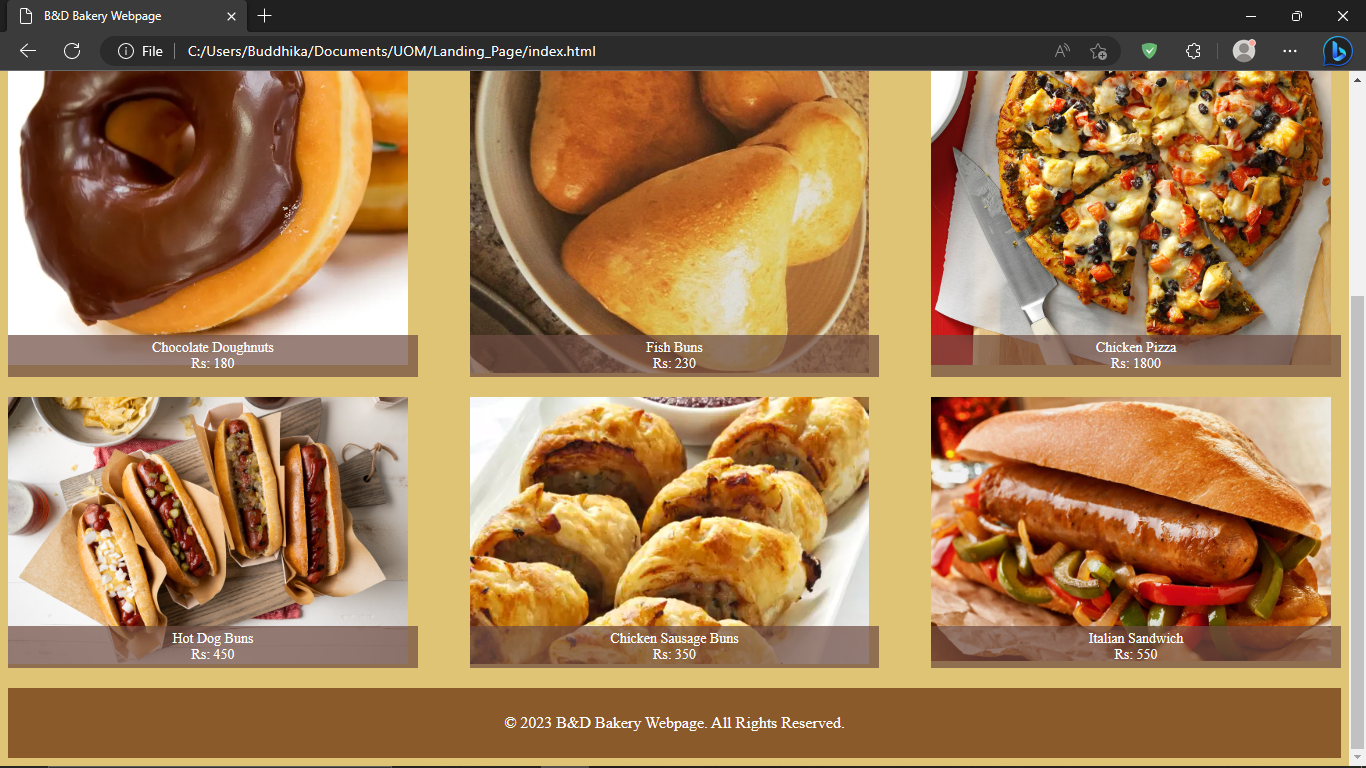 B&D Bakery Webpage
File
C:/Users/Buddhika/Documents/UOM/Landing_Page/index.html
Chocolate Doughnuts
Rs: 180
Fish Buns
Rs: 230
Chicken Pizza
Rs: 1800
Hot Dog Buns
Rs: 450
Chicken Sausage Buns
Rs: 350
Italian Sandwich
Rs: 550
© 2023 B&D Bakery Webpage. All Rights Reserved.